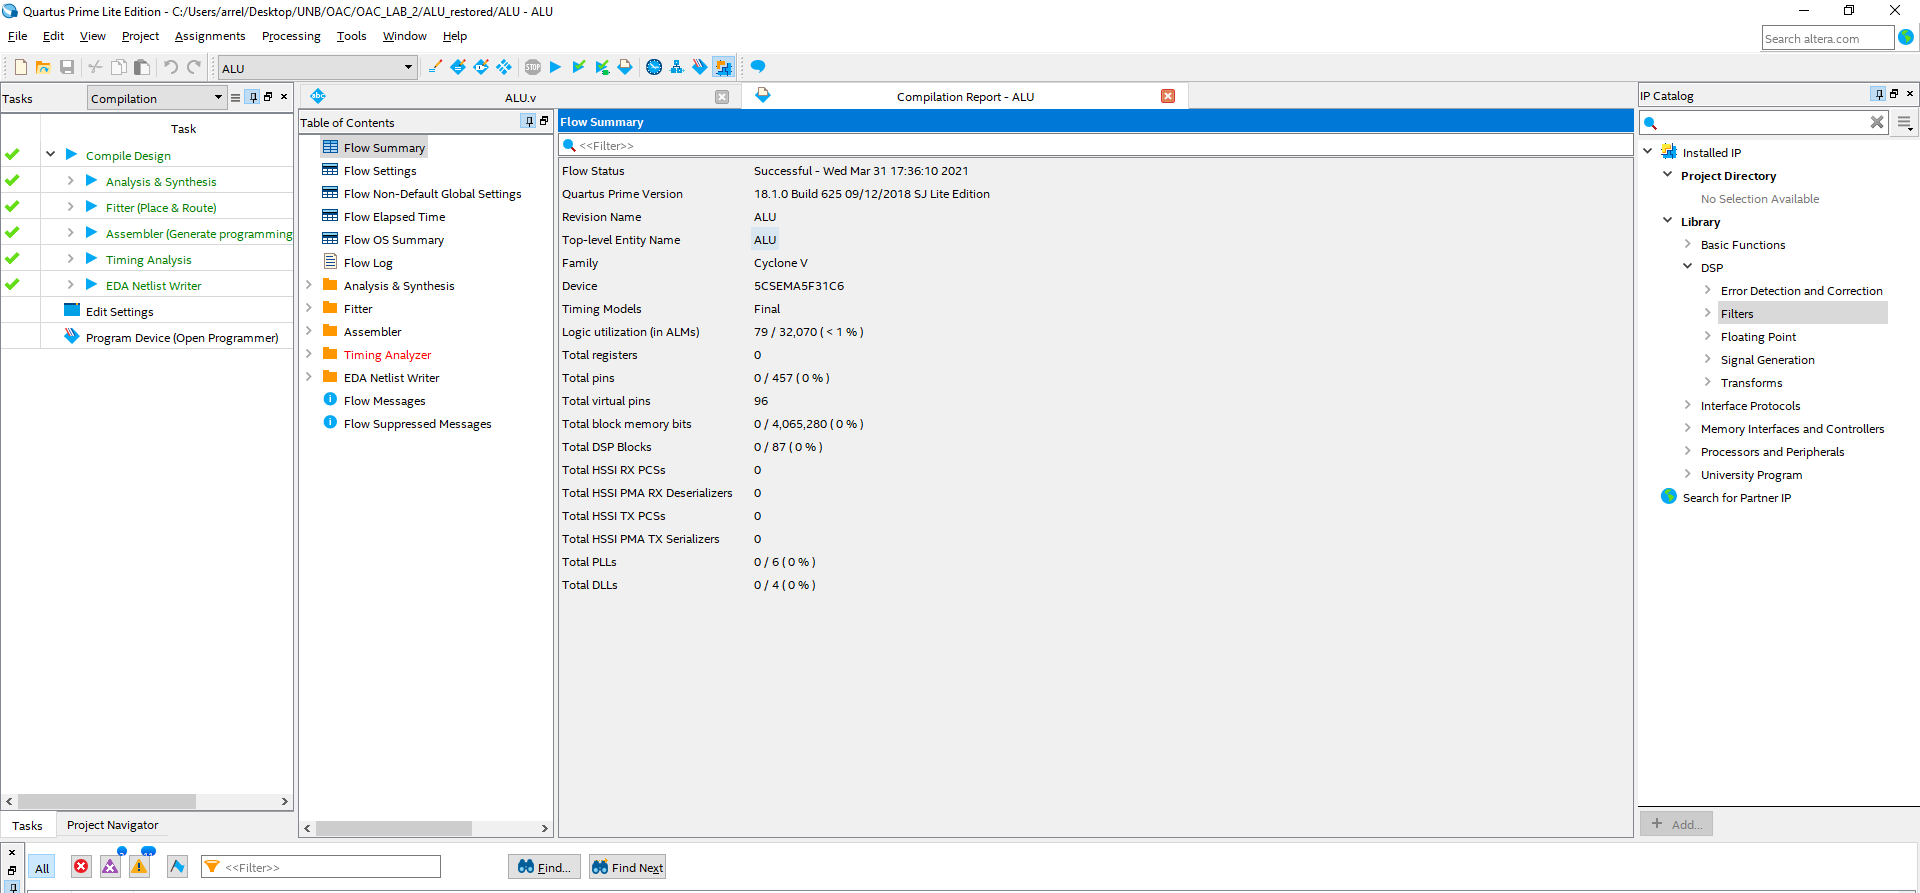 Quartus Prime Lite Edition - C:/Users/arrel/Desktop/UNB/OAC/OAC_LAB_2/ALU_restored/ALU - ALU
File Edit View Project Assignments Processing Tools Window Help
Search altera.com
ALU
STOP
Tasks Compilation
Task
Compile Design
Analysis & Synthesis
Fitter (Place & Route)
Assembler (Generate programming
Timing Analysis
EDA Netlist Writer
Edit Settings
Program Device (Open Programmer)
Tasks Project Navigator
abc ALU.v
Compilation Report - ALU
Table of Contents
Flow Summary
Flow Settings
Flow Non-Default Global Settings
Flow Elapsed Time
Flow OS Summary
Flow Log
Analysis & Synthesis
Fitter
Assembler
Timing Analyzer
EDA Netlist Writer
Flow Messages
Flow Suppressed Messages
Flow Summary
<<Filter>>
Flow Status Successful - Wed Mar 31 17:36:10 2021
Quartus Prime Version 18.1.0 Build 625 09/12/2018 SJ Lite Edition
Revision Name ALU
Top-level Entity Name ALU
Family Cyclone V
Device 5CSEMA5F31C6
Timing Models Final
Logic utilization (in ALMs) 79 / 32,070 ( < 1 % )
Total registers 0
Total pins 0 / 457 ( 0 % )
Total virtual pins 96
Total block memory bits 0 / 4,065,280 ( 0 % )
Total DSP Blocks 0 / 87 ( 0 % )
Total HSSI RX PCSs 0
Total HSSI PMA RX Deserializers 0
Total HSSI TX PCSs 0
Total HSSI PMA TX Serializers 0
Total PLLs 0 / 6 ( 0 % )
Total DLLs 0 / 4 ( 0 % )
IP Catalog
Installed IP
Project Directory
No Selection Available
Library
Basic Functions
DSP
Error Detection and Correction
Filters
Floating Point
Signal Generation
Transforms
Interface Protocols
Memory Interfaces and Controllers
Processors and Peripherals
University Program
Search for Partner IP
+ Add...
All
<<Filter>>
Find...
Find Next